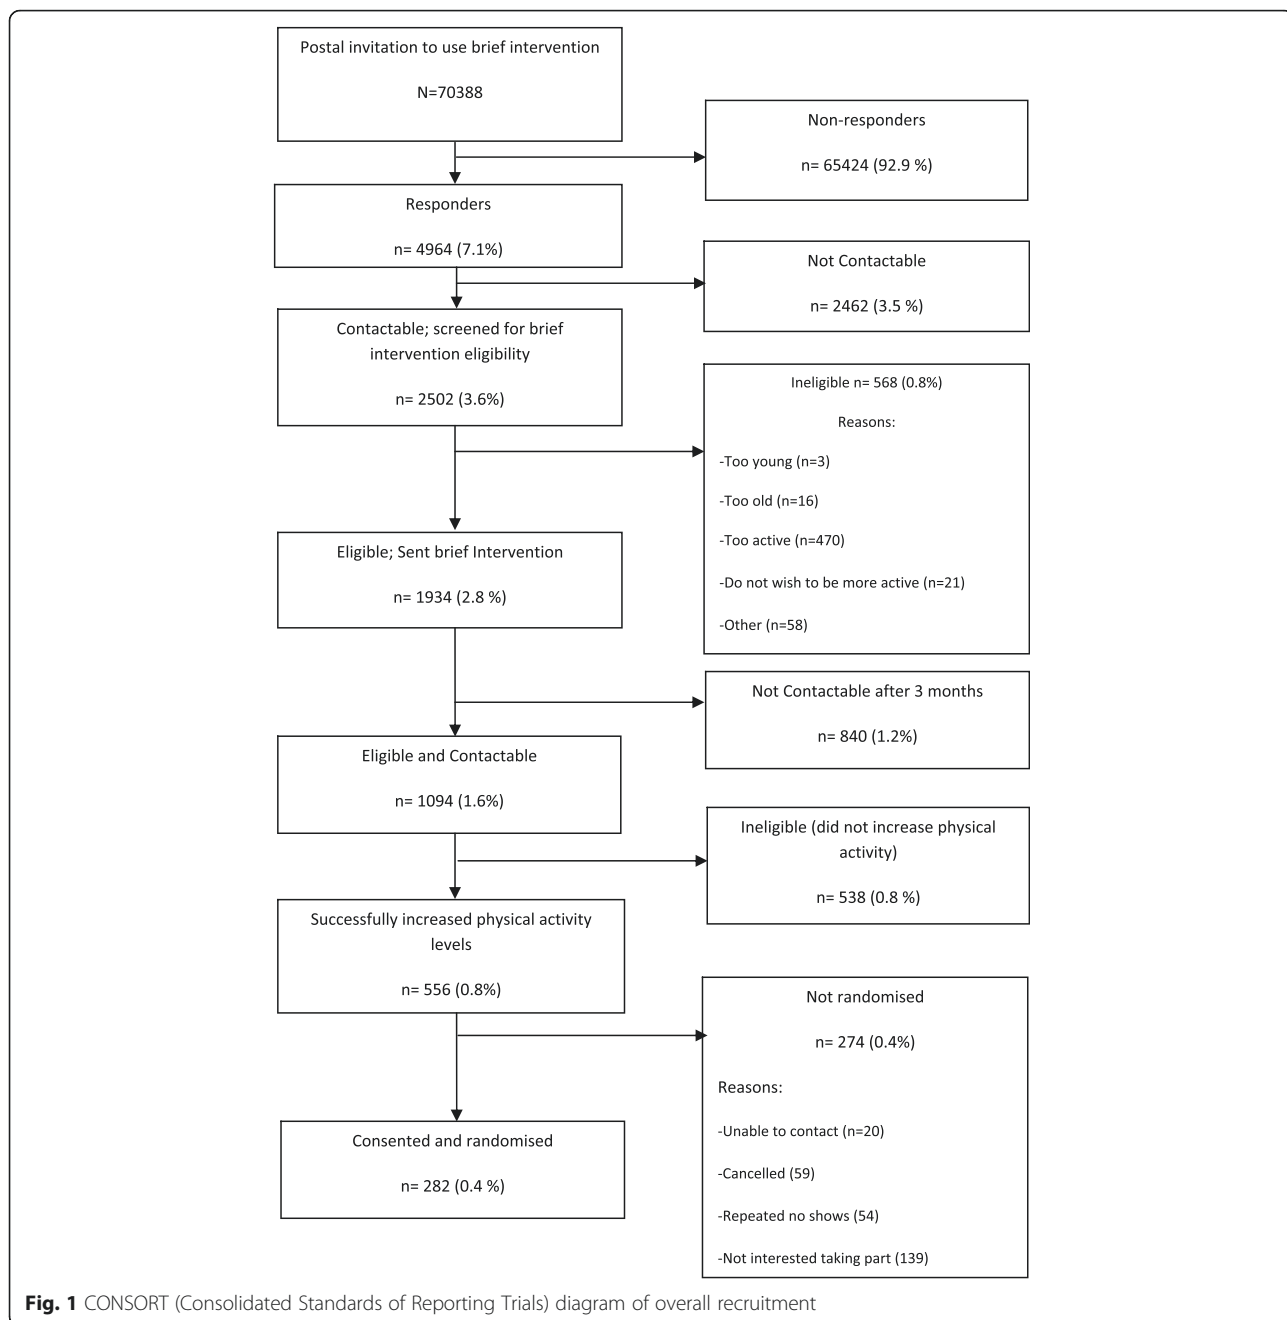 Postal invitation to use brief intervention
N=70388
Non-responders
n= 65424 (92.9 %)
Responders
n= 4964 (7.1%)
Not Contactable
n= 2462 (3.5 %)
Contactable; screened for brief
intervention eligibility
n= 2502 (3.6%)
Ineligible n= 568 (0.8%)
Reasons:
-Too young (n=3)
-Too old (n=16)
-Too active (n=470)
-Do not wish to be more active (n=21)
-Other (n=58)
Eligible; Sent brief Intervention
n= 1934 (2.8 %)
Not Contactable after 3 months
n= 840 (1.2%)
Eligible and Contactable
n= 1094 (1.6%)
Ineligible (did not increase physical
activity)
n= 538 (0.8 %)
Successfully increased physical activity
levels
n= 556 (0.8%)
Not randomised
n= 274 (0.4%)
Reasons:
-Unable to contact (n=20)
-Cancelled (59)
-Repeated no shows (54)
-Not interested taking part (139)
Consented and randomised
n= 282 (0.4 %)
Fig. 1 CONSORT (Consolidated Standards of Reporting Trials) diagram of overall recruitment